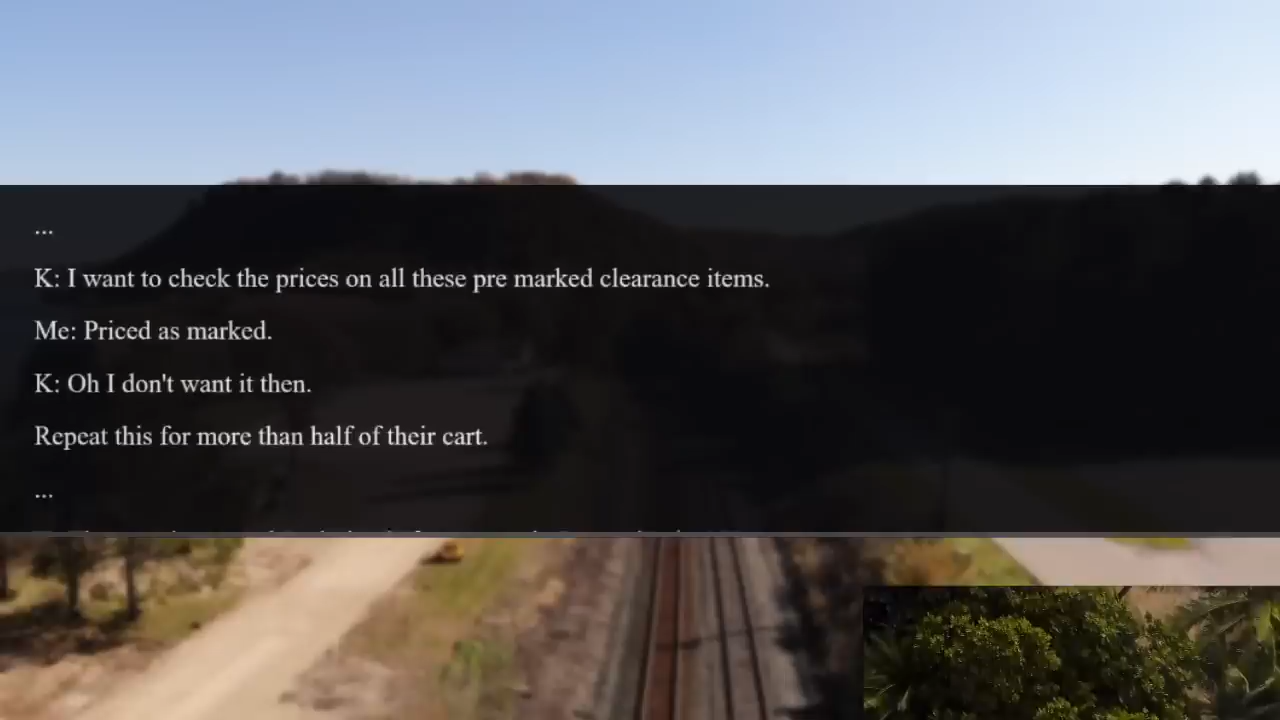 ...
K: I want to check the prices on all these pre marked clearance items.
Me: Priced as marked.
K: Oh I don't want it then.
Repeat this for more than half of their cart.
...